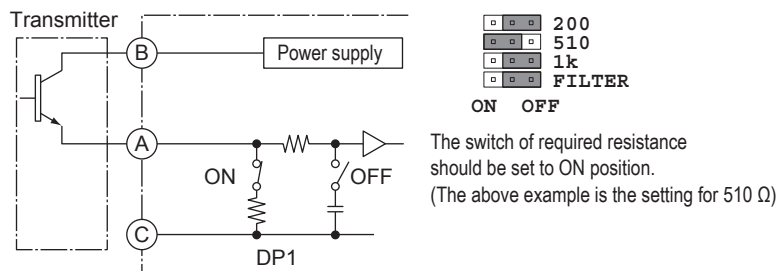 Transmitter
B
Power supply
A
ON
OFF
C
DP1
200
510
1k
FILTER
ON OFF
The switch of required resistance
should be set to ON position.
(The above example is the setting for 510 Ω)